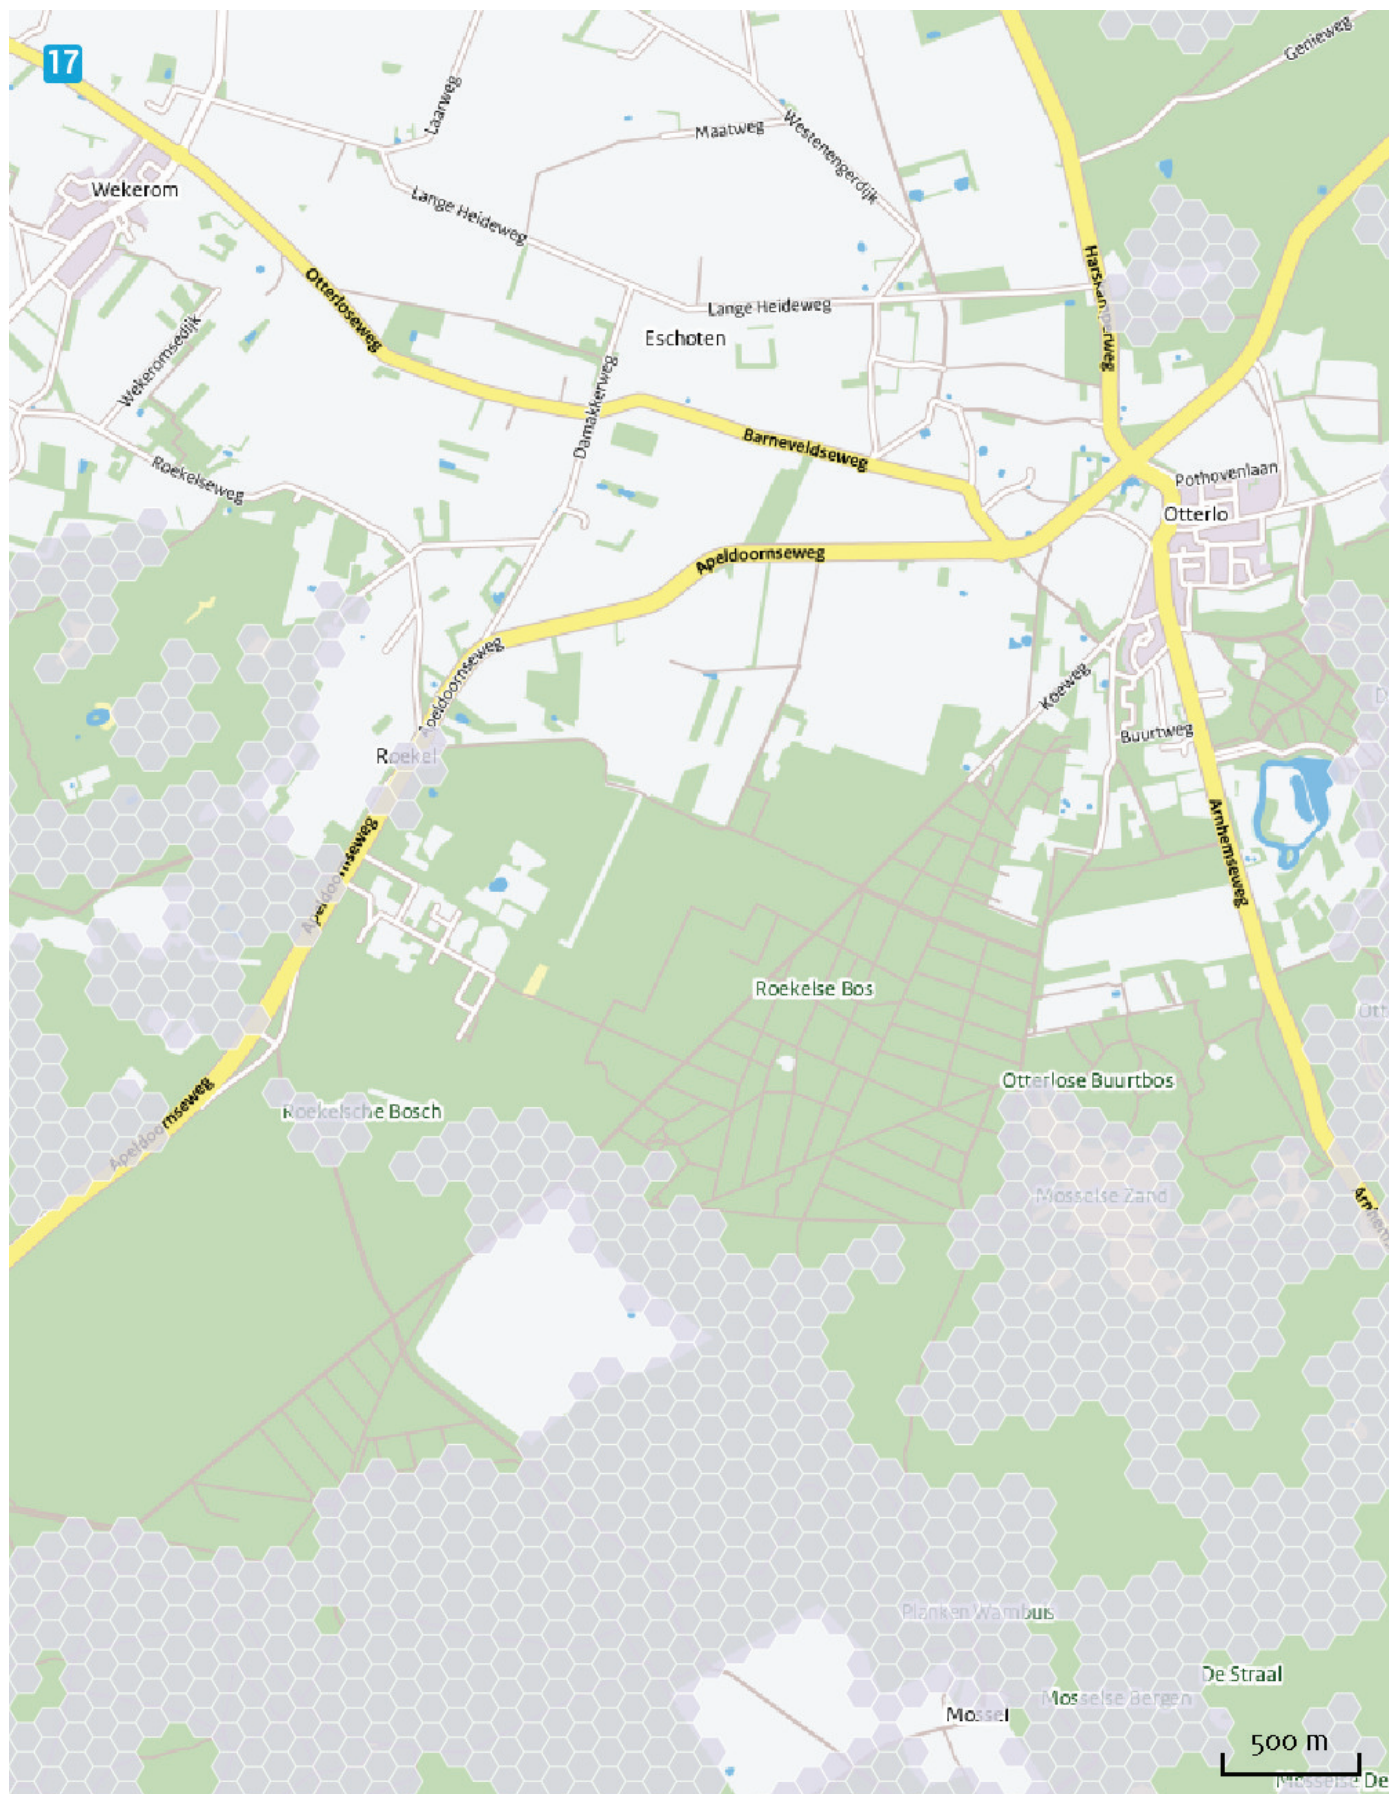 Genieweg
17
Laarweg
Maatweg
Westenengerdijk
Wekerom
Lange Heideweg
Harskamperweg
Otterloseweg
Lange Heideweg
Eschoten
Wekeromsedijk
Damakkerweg
Barneveldseweg
Roekelseweg
Pothovenlaan
Otterlo
Apeldoornseweg
Apeldoornseweg
Koeweg
Buurtweg
Roekel
Apeldoornseweg
Arnhemseweg
Roekelse Bos
Otterlose Buurtbos
Roekelsche Bosch
Apeldoornseweg
Mosselse Zand
Planken Wambuis
De Straal
Mosselse Bergen
Mossel
500 m
Mosselse De